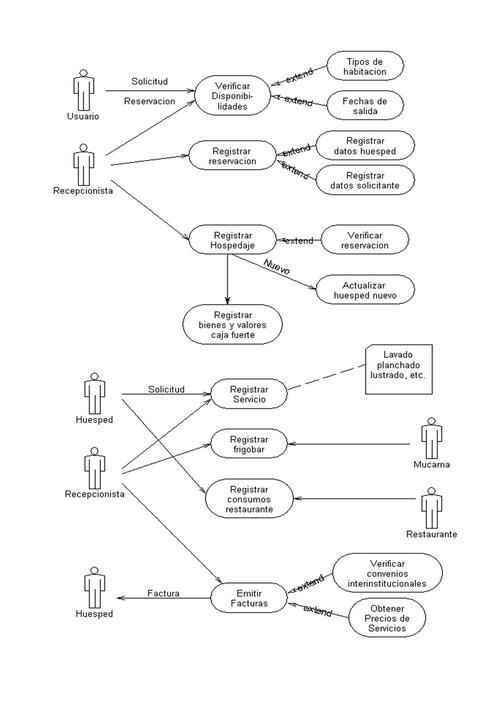 Tipos de
habitacion
extend
Solicitud
Verificar
Disponibi-
lidades
Reservacion
extend
Fechas de
salida
Usuario
Registrar
datos huesped
extend
Registrar
reservacion
extend
Registrar
datos solicitante
Recepcionista
Registrar
Hospedaje
extend
Verificar
reservacion
Nuevo
Actualizar
huesped nuevo
Registrar
bienes y valores
caja fuerte
Lavado
planchado
lustrado, etc.
Solicitud
Registrar
Servicio
Huesped
Registrar
frigobar
Mucama
Recepcionista
Registrar
consumos
restaurante
Restaurante
Verificar
convenios
interinstitucionales
extend
Factura
Emitir
Facturas
extend
Obtener
Precios de
Servicios
Huesped